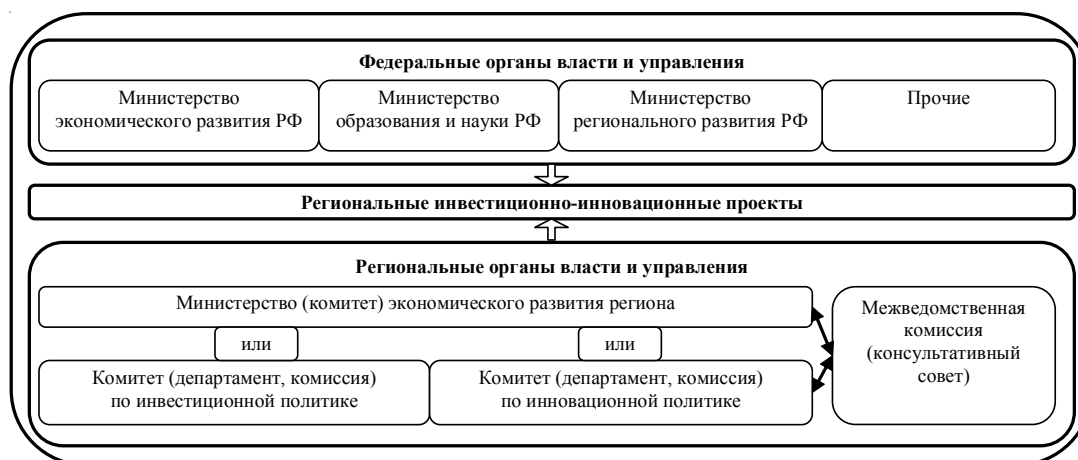 Федеральные органы власти и управления
Министерство
экономического развития РФ
Министерство
образования и науки РФ
Министерство
регионального развития РФ
Прочие
Региональные инвестиционно-инновационные проекты
Региональные органы власти и управления
Министерство (комитет) экономического развития региона
или
или
Комитет (департамент, комиссия)
по инвестиционной политике
Комитет (департамент, комиссия)
по инновационной политике
Межведомственная
комиссия
(консультативный
совет)